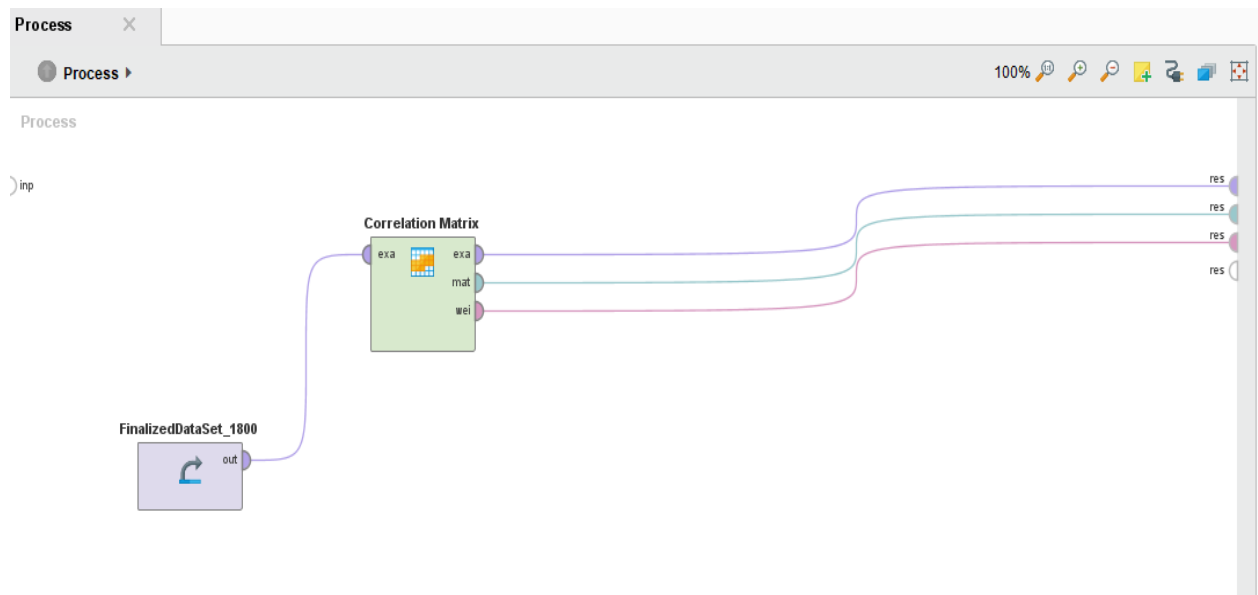 Process
Process
100%
Process
inp
res
res
res
res
Correlation Matrix
exa exa
mat
wei
FinalizedDataSet_1800
out